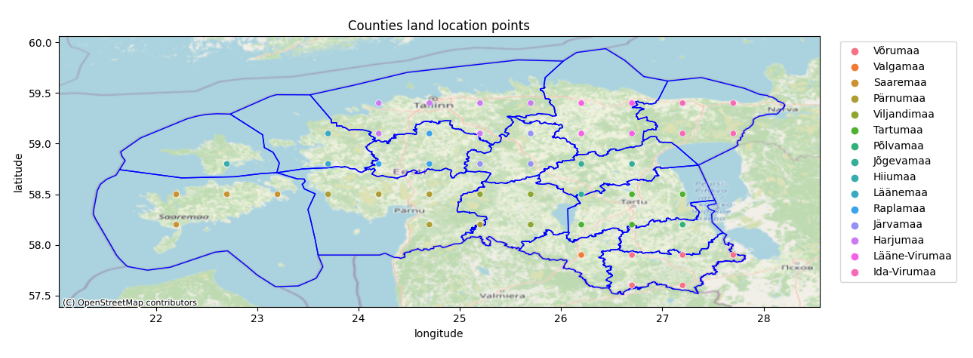 Counties land location points
60.0
59.5
59.0
58.5
58.0
57.5
latitude
Tallinn
Narva
Pärnu
Tartu
Saaremaa
Valmiera
Псков
(C) OpenStreetMap contributors
22
23
24
25
26
27
28
longitude
Võrumaa
Valgamaa
Saaremaa
Pärnumaa
Viljandimaa
Tartumaa
Põlvamaa
Jõgevamaa
Hiiumaa
Läänemaa
Raplamaa
Järvamaa
Harjumaa
Lääne-Virumaa
Ida-Virumaa